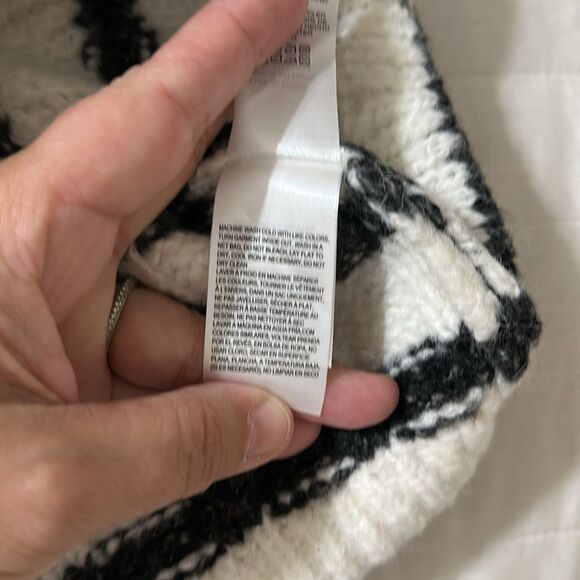 MACHINE WASH COLD WITH LIKE COLORS,
TURN GARMENT INSIDE OUT, WASH IN A
NET BAG, DO NOT BLEACH, LAY FLAT TO
DRY, COOL IRON IF NECESSARY, DO NOT
DRY CLEAN
LAVER À FROID EN MACHINE SÉPARER
LES COULEURS, TOURNER LE VÊTEMENT
À L'ENVERS, DANS UN SAC UNIQUEMENT,
NE PAS JAVELLISER, SÉCHER À PLAT,
REPASSER À BASSE TEMPÉRATURE AU
BESOIN, NE PAS NETTOYER À SEC
LAVAR A MÁQUINA EN AGUA FRÍA CON
COLORES SIMILARES, VOLTEAR PRENDA
POR EL REVÉS, EN BOLSA DE ROPA, NO
USAR CLORO, SECAR EN SUPERFICIE
PLANA, PLANCHA, A TEMPERATURA BAJA,
(EN ES NECESARIO), NO LIMPIAR EN SECO